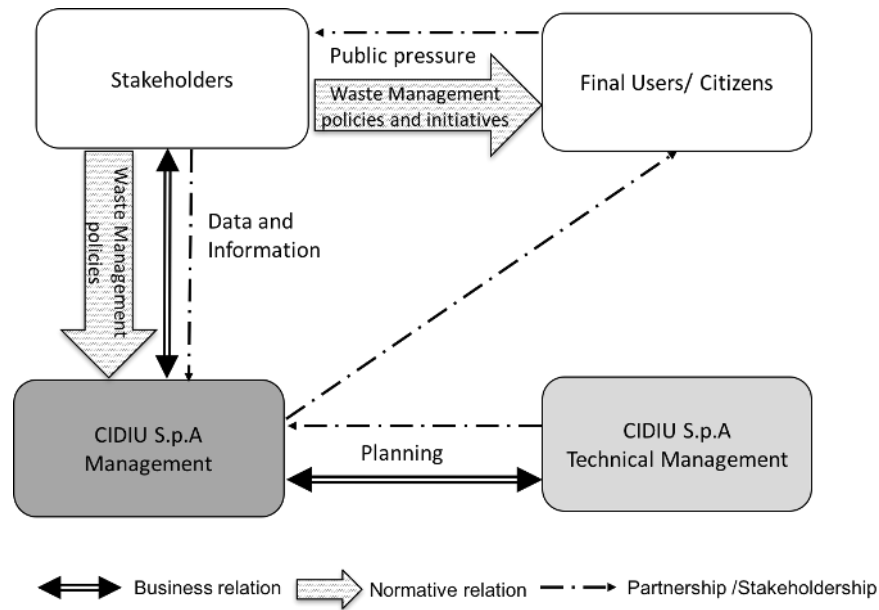 Stakeholders
Public pressure
Final Users/ Citizens
Waste Management
policies and initiatives
Waste Management
policies
Data and
Information
CIDIU S.p.A
Management
Planning
CIDIU S.p.A
Technical Management
Business relation
Normative relation
Partnership /Stakeholdership